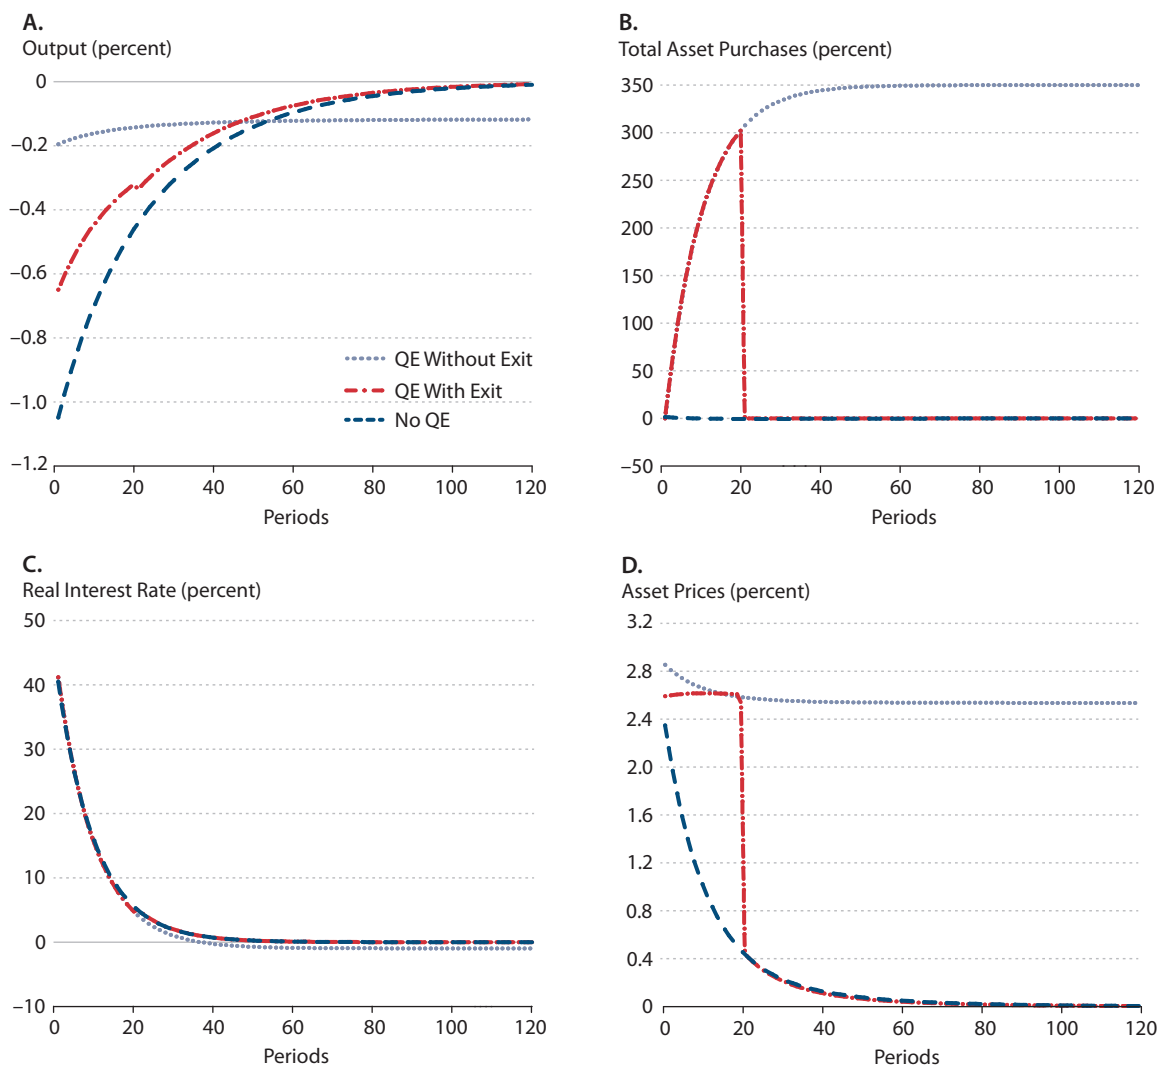 A.
Output (percent)
0
–0.2
–0.4
–0.6
–0.8
–1.0
–1.2
0 20 40 60 80 100 120
Periods
QE Without Exit
QE With Exit
No QE
B.
Total Asset Purchases (percent)
350
300
250
200
150
100
50
0
–50
0 20 40 60 80 100 120
Periods
C.
Real Interest Rate (percent)
50
40
30
20
10
0
–10
0 20 40 60 80 100 120
Periods
D.
Asset Prices (percent)
3.2
2.8
2.4
2.0
1.6
1.2
0.8
0.4
0
0 20 40 60 80 100 120
Periods